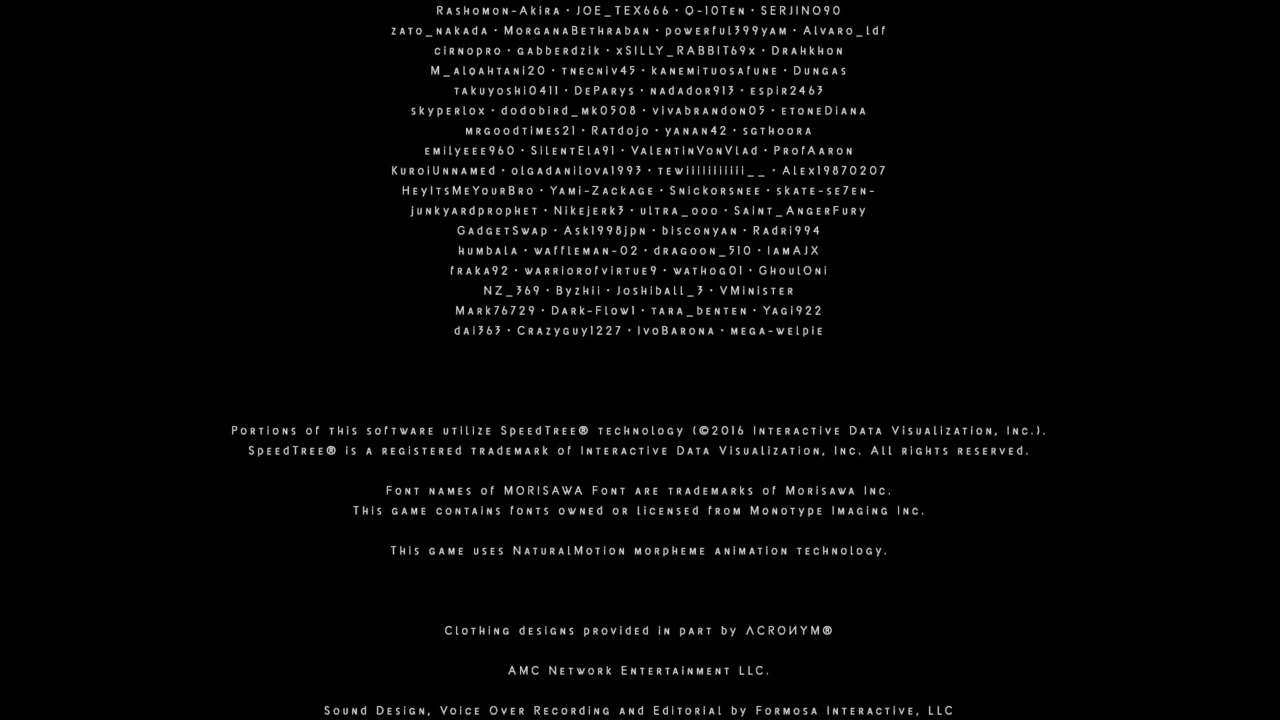 Rashomon-Akira • JOE_TEX666 • Q-10Ten • SERJINO90
zato_nakada • MorganaBethraban • powerful399yam • Alvaro_ldf
cirnopro • gabberdzik • xSILLY_RABBIT69x • Drahkhon
M_alqahtani20 • tnecniv45 • kanemituosafune • Dungas
takuyoshi0411 • DeParys • nadador913 • espir2463
skyperlox • dodobird_mk0508 • vivabrandon05 • etoneDiana
mrgoodtimes21 • Ratdojo • yanan42 • sgthoora
emilyeee960 • SilentEla91 • ValentinVonVlad • ProfAaron
KuroiUnnamed • olgadanilova1993 • tewiiiiiiiiiii__ • Alex19870207
HeyItsMeYourBro • Yami-Zackage • Snickorsnee • skate-se7en-
junkyardprophet • Nikejerk3 • ultra_ooo • Saint_AngerFury
GadgetSwap • Ask1998jpn • bisconyan • Radri994
humbala • waffleman-02 • dragoon_510 • IamAJX
fraka92 • warriorofvirtue9 • wathog01 • GhoulOni
NZ_369 • Byzhii • Joshiball_3 • VMinister
Mark76729 • Dark-Flow1 • tara_benten • Yagi922
dai363 • Crazyguy1227 • IvoBarona • mega-welpie
Portions of this software utilize SpeedTree® technology (©2016 Interactive Data Visualization, Inc.).
SpeedTree® is a registered trademark of Interactive Data Visualization, Inc. All rights reserved.
Font names of MORISAWA Font are trademarks of Morisawa Inc.
This game contains fonts owned or licensed from Monotype Imaging Inc.
This game uses NaturalMotion morpheme animation technology.
Clothing designs provided in part by ΛCROИYM®
AMC Network Entertainment LLC.
Sound Design, Voice Over Recording and Editorial by Formosa Interactive, LLC